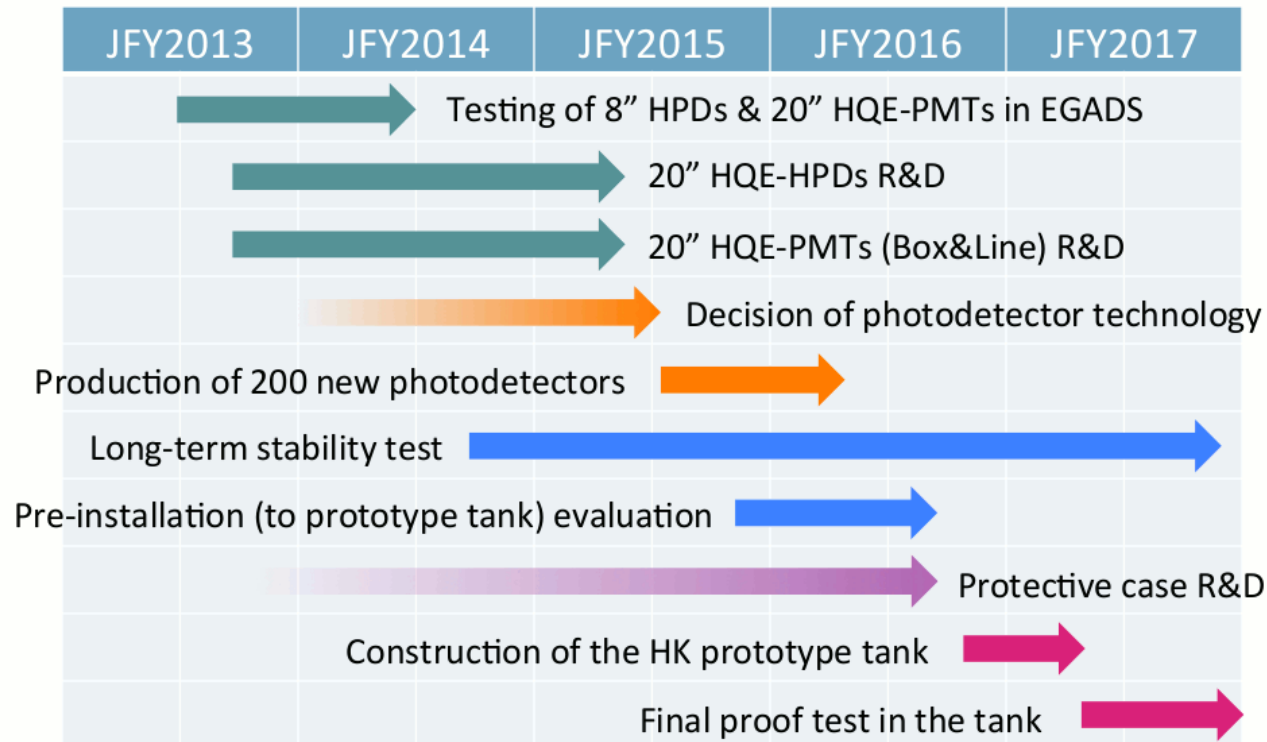 JFY2013 JFY2014 JFY2015 JFY2016 JFY2017
Testing of 8” HPDs & 20” HQE-PMTs in EGADS
20” HQE-HPDs R&D
20” HQE-PMTs (Box&Line) R&D
Decision of photodetector technology
Production of 200 new photodetectors
Long-term stability test
Pre-installation (to prototype tank) evaluation
Protective case R&D
Construction of the HK prototype tank
Final proof test in the tank